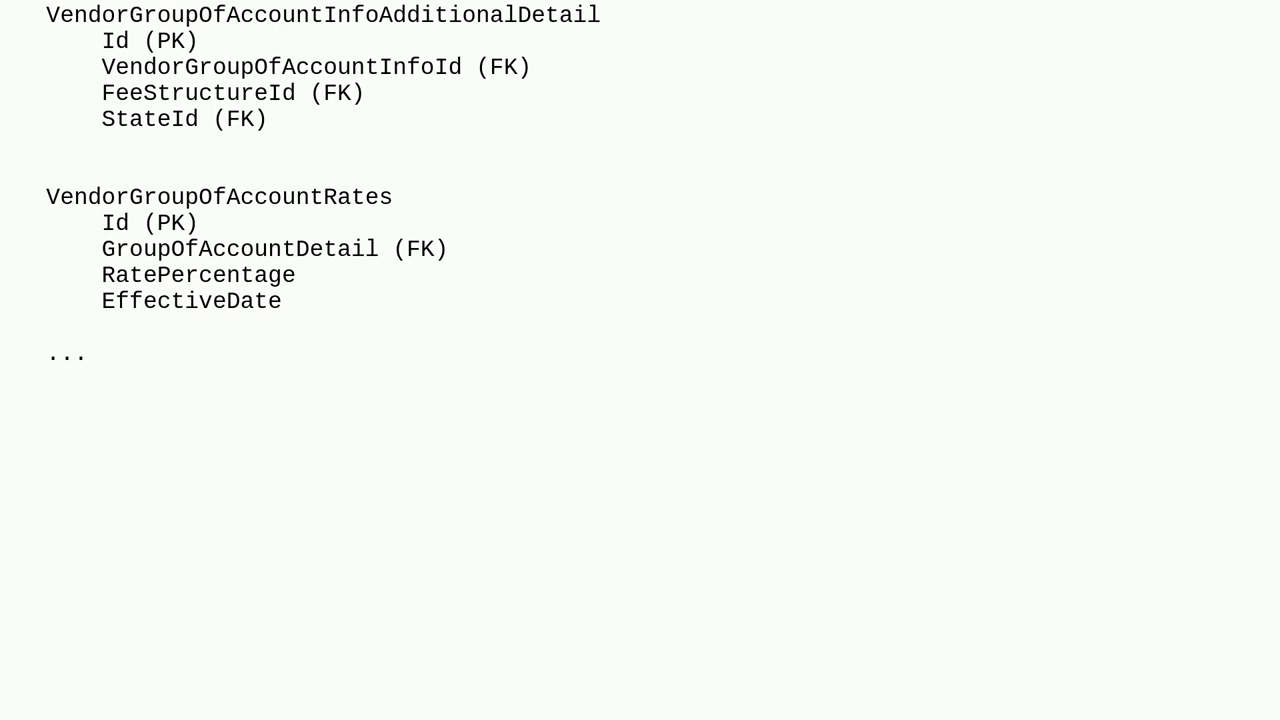 VendorGroupOfAccountInfoAdditionalDetail
    Id (PK)
    VendorGroupOfAccountInfoId (FK)
    FeeStructureId (FK)
    StateId (FK)
VendorGroupOfAccountRates
    Id (PK)
    GroupOfAccountDetail (FK)
    RatePercentage
    EffectiveDate
...